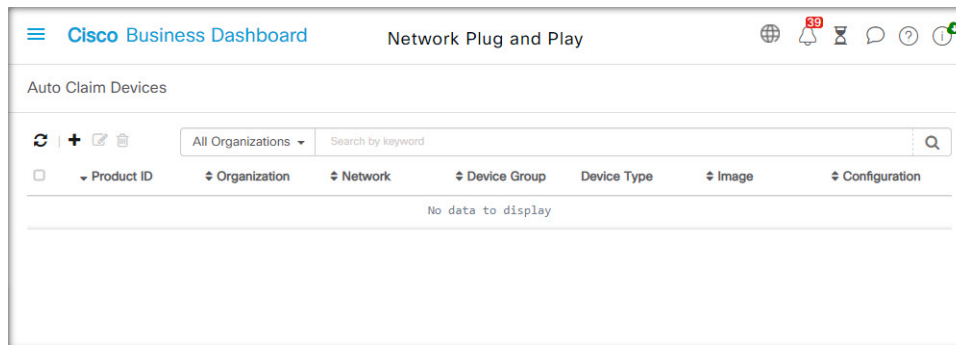 Cisco Business Dashboard Network Plug and Play 39
Auto Claim Devices
All Organizations Search by keyword
Product ID Organization Network Device Group Device Type Image Configuration
No data to display